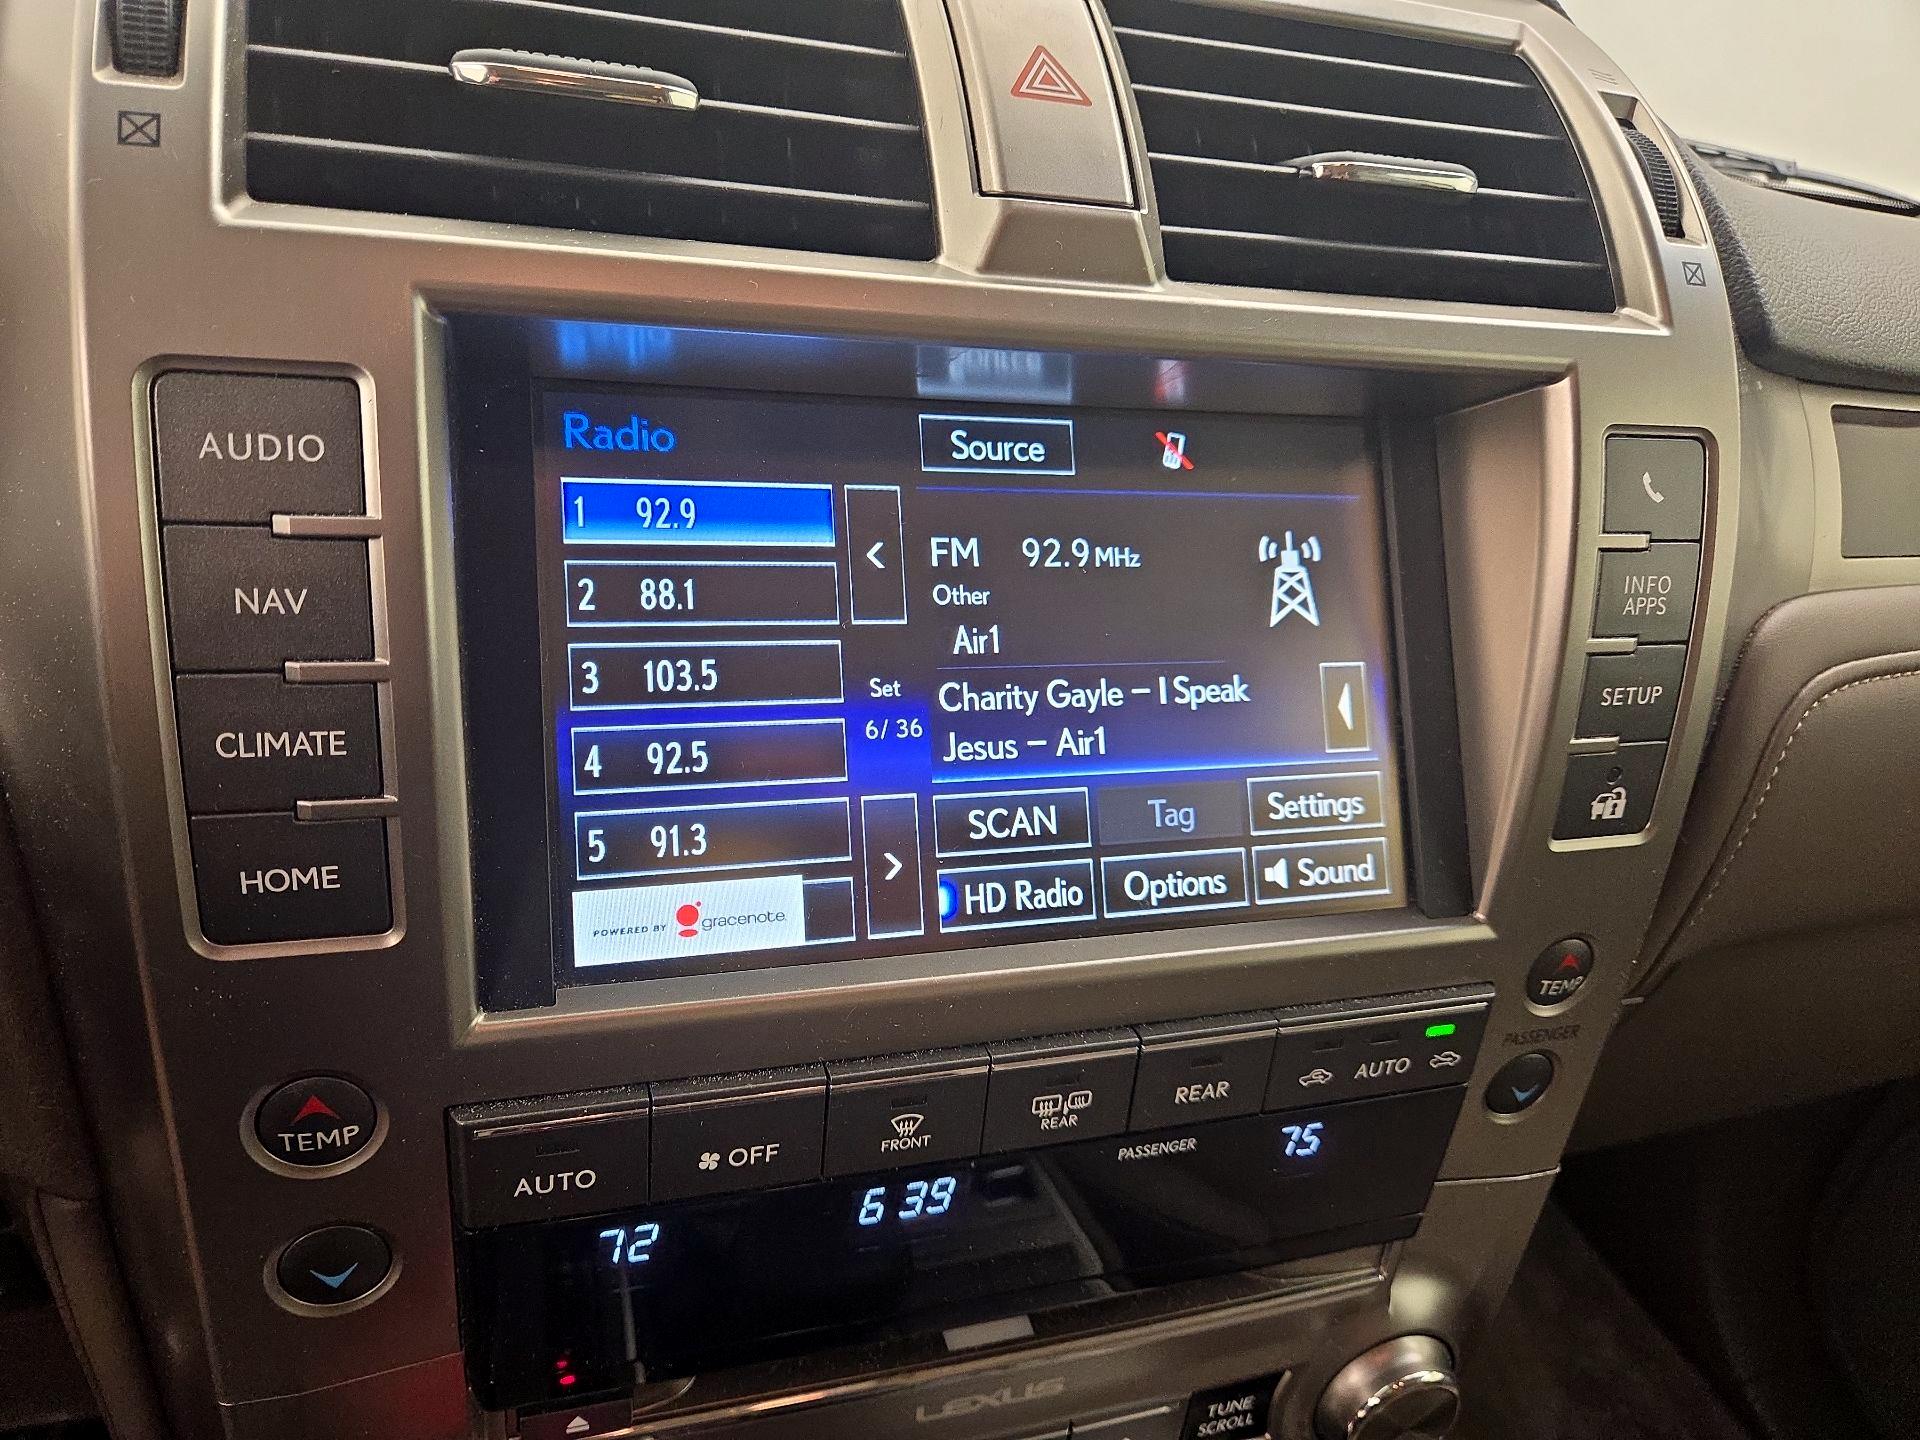 AUDIO
NAV
CLIMATE
HOME
Radio
Source
1 92.9
2 88.1
3 103.5
4 92.5
5 91.3
<
Set
6/ 36
>
FM 92.9 MHz
Other
Air1
Charity Gayle – I Speak
Jesus – Air1
SCAN
Tag
Settings
HD Radio
Options
Sound
POWERED BY gracenote.
INFO
APPS
SETUP
TEMP
PASSENGER
TEMP
AUTO
OFF
FRONT
REAR
REAR
AUTO
72
6 39
PASSENGER
75
LEXUS
TUNE
SCROLL